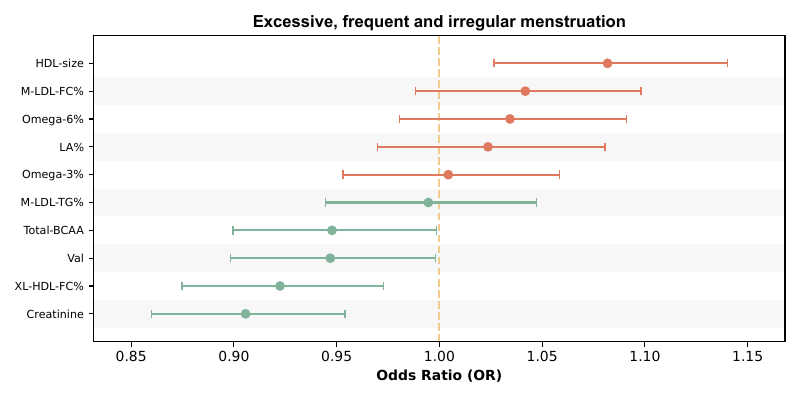 Excessive, frequent and irregular menstruation
HDL-size
M-LDL-FC%
Omega-6%
LA%
Omega-3%
M-LDL-TG%
Total-BCAA
Val
XL-HDL-FC%
Creatinine
0.85 0.90 0.95 1.00 1.05 1.10 1.15
Odds Ratio (OR)